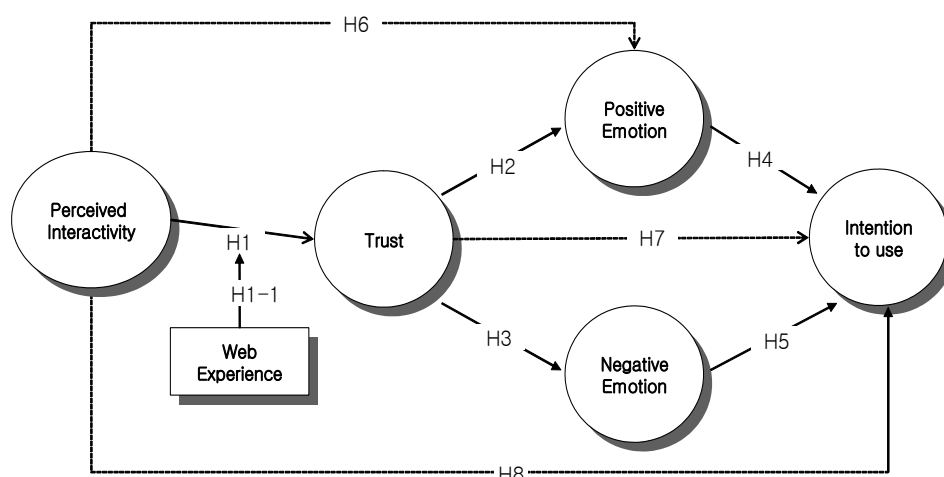 H6
Positive
Emotion
H2
H4
Perceived
Interactivity
H1
Trust
H7
Intention
to use
H1-1
Web
Experience
H3
Negative
Emotion
H5
H8